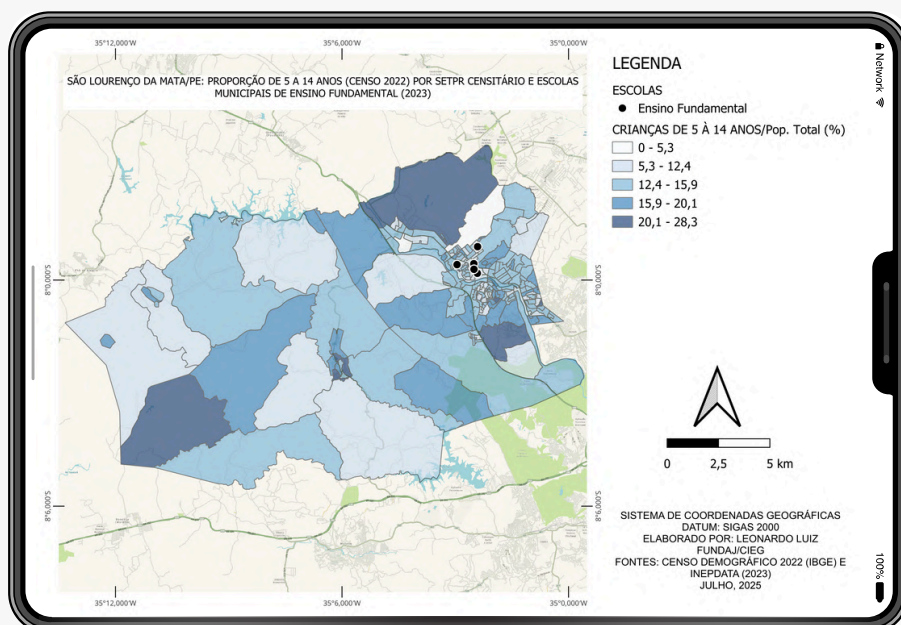 35°12,000'W 35°6,000'W 35°0,000'W
SÃO LOURENÇO DA MATA/PE: PROPORÇÃO DE 5 A 14 ANOS (CENSO 2022) POR SETPR CENSITÁRIO E ESCOLAS
MUNICIPAIS DE ENSINO FUNDAMENTAL (2023)
8°0,000'S 8°0,000'S
8°6,000'S 8°6,000'S
35°12,000'W 35°6,000'W 35°0,000'W
LEGENDA
ESCOLAS
Ensino Fundamental
CRIANÇAS DE 5 À 14 ANOS/Pop. Total (%)
0 - 5,3
5,3 - 12,4
12,4 - 15,9
15,9 - 20,1
20,1 - 28,3
0 2,5 5 km
SISTEMA DE COORDENADAS GEOGRÁFICAS
DATUM: SIGAS 2000
ELABORADO POR: LEONARDO LUIZ
FUNDAJ/CIEG
FONTES: CENSO DEMOGRÁFICO 2022 (IBGE) E
INEPDATA (2023)
JULHO, 2025
Network
100%